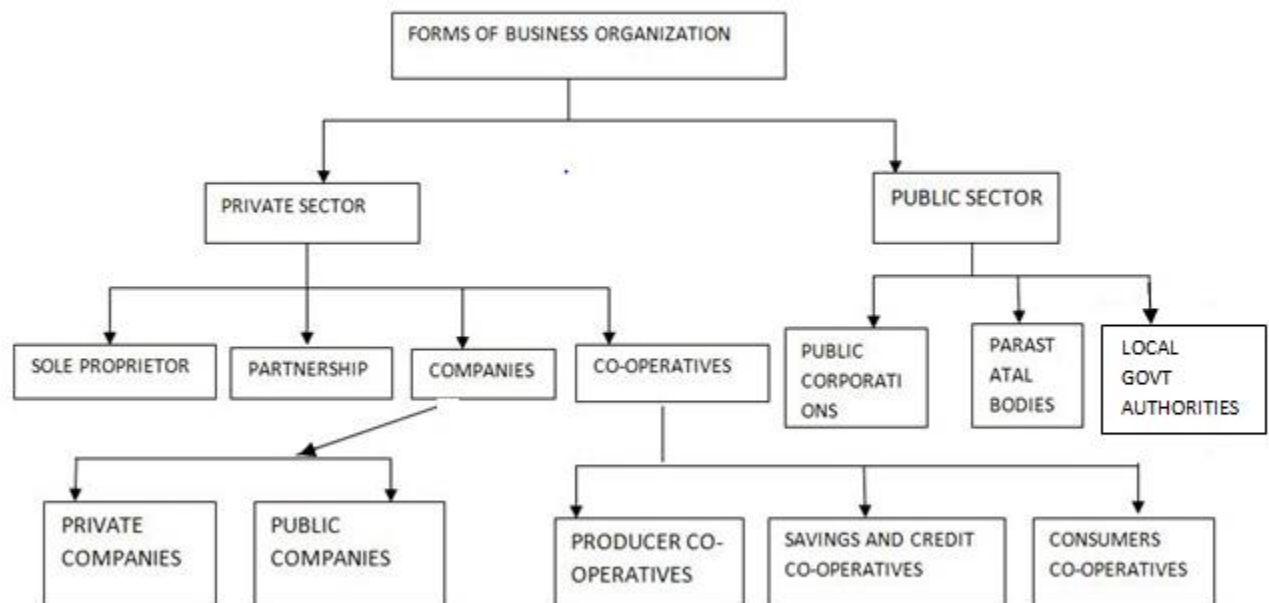 FORMS OF BUSINESS ORGANIZATION
PRIVATE SECTOR
PUBLIC SECTOR
SOLE PROPRIETOR
PARTNERSHIP
COMPANIES
CO-OPERATIVES
PUBLIC
CORPORATI
ONS
PARAST
ATAL
BODIES
LOCAL
GOVT
AUTHORITIES
PRIVATE
COMPANIES
PUBLIC
COMPANIES
PRODUCER CO-
OPERATIVES
SAVINGS AND CREDIT
CO-OPERATIVES
CONSUMERS
CO-OPERATIVES